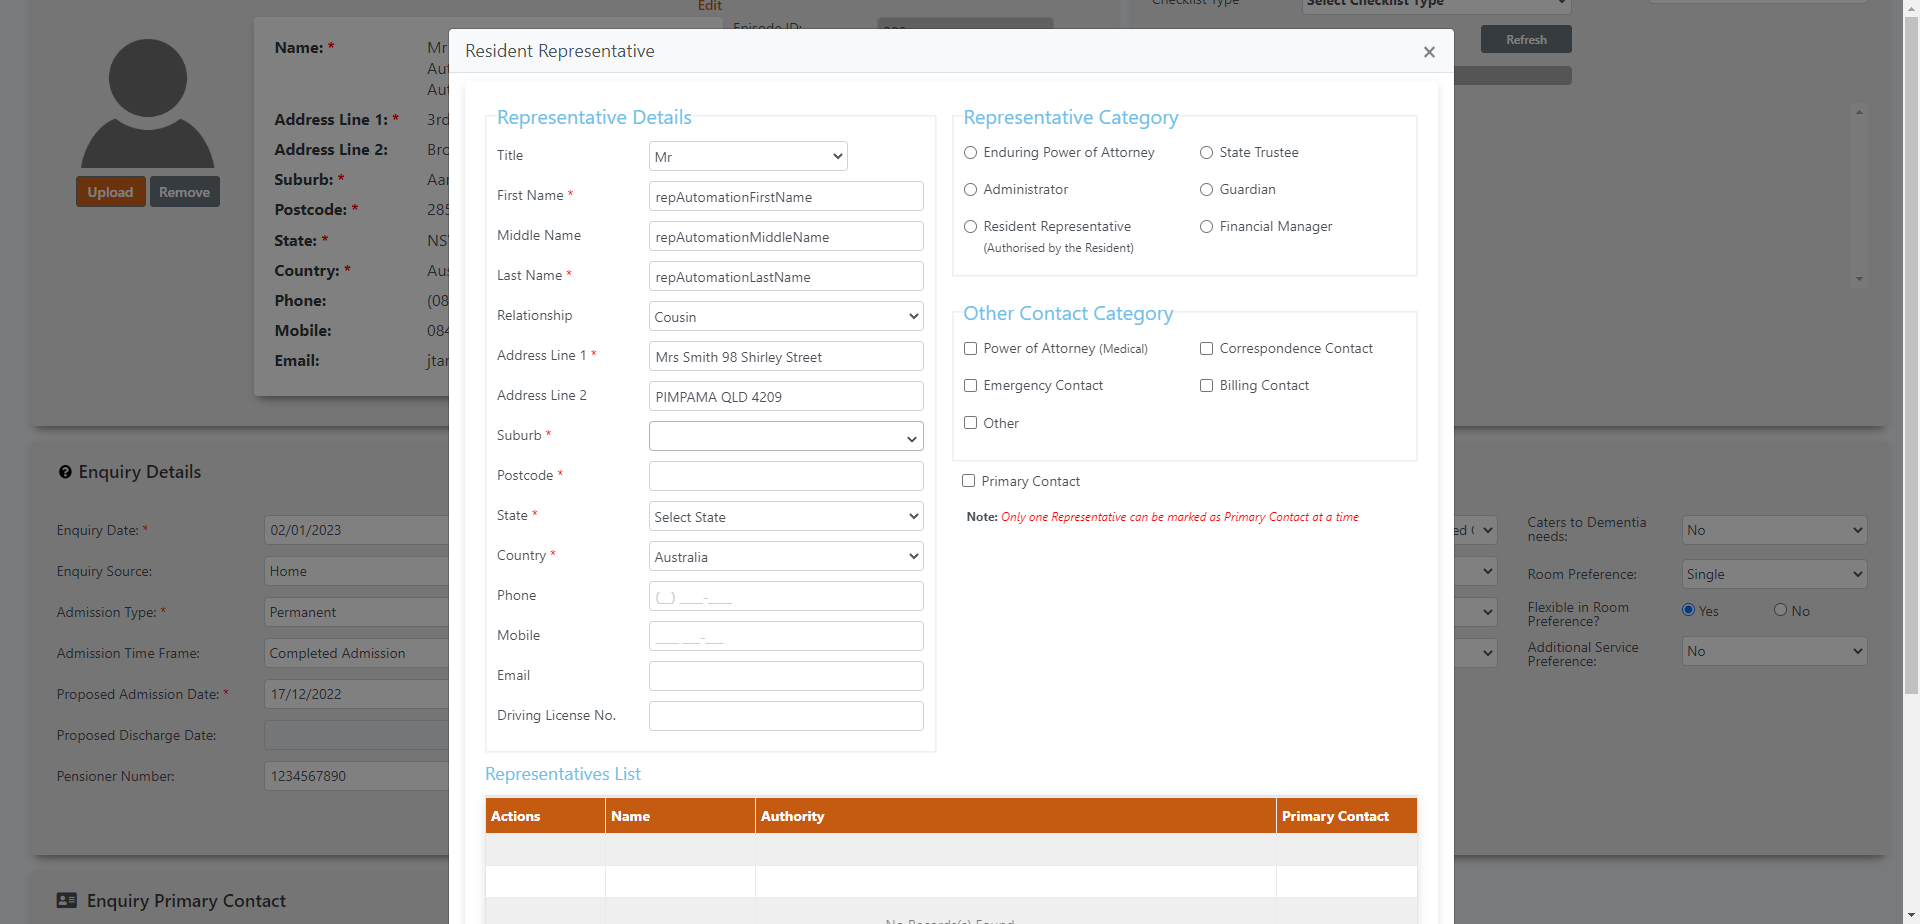 Edit
Checklist Type
Select Checklist Type
Episode ID:
Refresh
Name: *
Mr
Aut
Aut
Address Line 1: *
3rd
Address Line 2:
Bro
Suburb: *
Aar
Postcode: *
285
State: *
NS
Country: *
Aus
Phone:
(08
Mobile:
084
Email:
jtar
Upload
Remove
Resident Representative
×
Representative Details
Title
Mr
First Name *
repAutomationFirstName
Middle Name
repAutomationMiddleName
Last Name *
repAutomationLastName
Relationship
Cousin
Address Line 1 *
Mrs Smith 98 Shirley Street
Address Line 2
PIMPAMA QLD 4209
Suburb *
Postcode *
State *
Select State
Country *
Australia
Phone
(__) ____-____
Mobile
____ ___-___
Email
Driving License No.
Representative Category
Enduring Power of Attorney
State Trustee
Administrator
Guardian
Resident Representative
(Authorised by the Resident)
Financial Manager
Other Contact Category
Power of Attorney (Medical)
Correspondence Contact
Emergency Contact
Billing Contact
Other
Primary Contact
Note: Only one Representative can be marked as Primary Contact at a time
Representatives List
Actions
Name
Authority
Primary Contact
No Records(s) Found
Enquiry Details
Enquiry Date: *
02/01/2023
Enquiry Source:
Home
Admission Type: *
Permanent
Admission Time Frame:
Completed Admission
Proposed Admission Date: *
17/12/2022
Proposed Discharge Date:
Pensioner Number:
1234567890
Caters to Dementia
needs:
No
Room Preference:
Single
Flexible in Room
Preference?
Yes
No
Additional Service
Preference:
No
Enquiry Primary Contact